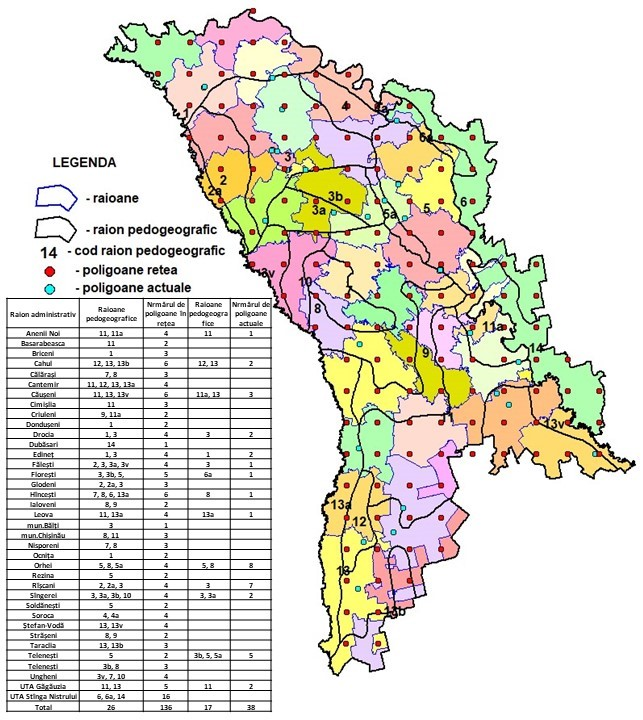 1
2
2a
3
3a
3b
4
4a
6a
5a
5
6
3v
10
8
9
11a
14
13v
13a
12
13
13b
LEGENDA
- raioane
- raion pedogeografic
14 - cod raion pedogeografic
- poligoane retea
- poligoane actuale
Raion administrativ | Raioane pedogeografice | Nrmărul de poligoane în rețea | Raioane pedogeogra fice | Nrmărul de poligoane actuale
Anenii Noi | 11, 11a | 4 | 11 | 1
Basarabeasca | 11 | 2
Briceni | 1 | 3
Cahul | 12, 13, 13b | 6 | 12, 13 | 2
Călărași | 7, 8 | 3
Cantemir | 11, 12, 13, 13a | 4
Căușeni | 11, 13, 13v | 6 | 11a, 13 | 3
Cimișlia | 11 | 3
Criuleni | 9, 11a | 2
Dondușeni | 1 | 2
Drocia | 1, 3 | 4 | 3 | 2
Dubăsari | 14 | 1
Edineț | 1, 3 | 4 | 1 | 2
Fălești | 2, 3, 3a, 3v | 4 | 3 | 1
Florești | 3, 3b, 5, | 5 | 6a | 1
Glodeni | 2, 2a, 3 | 3
Hîncești | 7, 8, 6, 13a | 6 | 8 | 1
Ialoveni | 8, 9 | 2
Leova | 11, 13a | 4 | 13a | 1
mun.Bălți | 3 | 1
mun.Chișinău | 8, 11 | 3
Nisporeni | 7, 8 | 3
Ocnița | 1 | 2
Orhei | 5, 8, 5a | 4 | 5, 8 | 8
Rezina | 5 | 2
Rîșcani | 2, 2a, 3 | 4 | 3 | 7
Sîngerei | 3, 3a, 3b, 10 | 4 | 3, 3a | 2
Soldănești | 5 | 2
Soroca | 4, 4a | 4
Ștefan-Vodă | 13, 13v | 4
Strășeni | 8, 9 | 2
Taraclia | 13, 13b | 3
Telenești | 5 | 2 | 3b, 5, 5a | 5
Telenești | 3b, 8 | 3
Ungheni | 3v, 7, 10 | 4
UTA Găgăuzia | 11, 13 | 5 | 11 | 2
UTA Stînga Nistrului | 6, 6a, 14 | 16
Total | 26 | 136 | 17 | 38